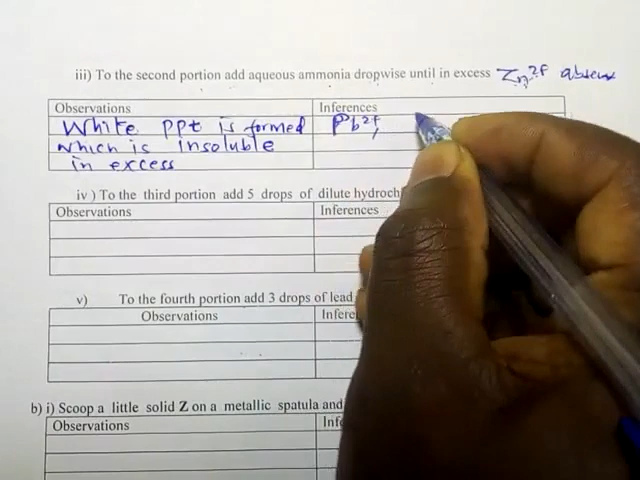 iii) To the second portion add aqueous ammonia dropwise until in excess Zn2+ absent
Observations Inferences
White ppt is formed Pb2+,
which is insoluble
in excess
iv ) To the third portion add 5 drops of dilute
Observations Inferences
v) To the fourth portion add 3 drops of lead
Observations
b) i) Scoop a little solid Z on a metallic spatula and
Observations